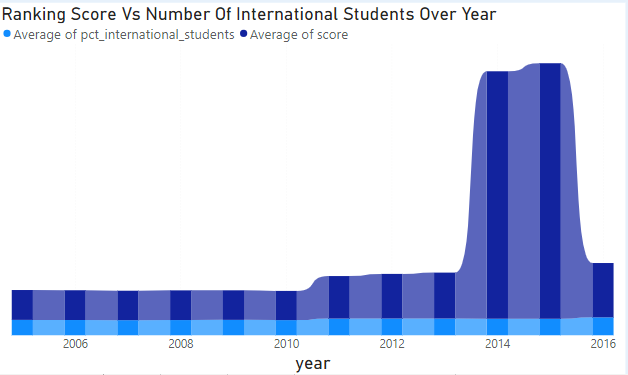 Ranking Score Vs Number Of International Students Over Year
Average of pct_international_students Average of score
2006 2008 2010 2012 2014 2016
year